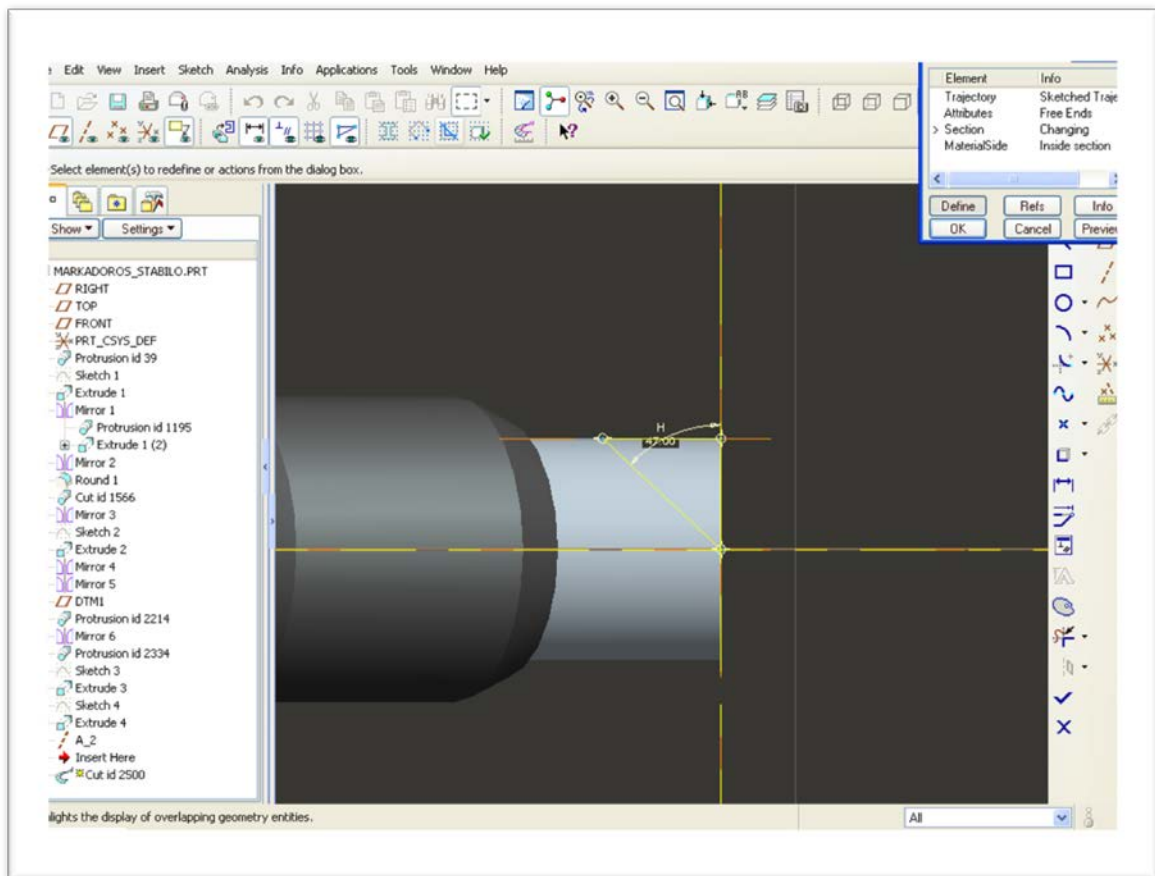 Edit View Insert Sketch Analysis Info Applications Tools Window Help
Select element(s) to redefine or actions from the dialog box.
Element Info
Trajectory Sketched Traje
Attributes Free Ends
> Section Changing
MaterialSide Inside section
Define Refs Info
OK Cancel Preview
Show Settings
MARKADOROS_STABILO.PRT
RIGHT
TOP
FRONT
PRT_CSYS_DEF
Protrusion id 39
Sketch 1
Extrude 1
Mirror 1
Protrusion id 1195
Extrude 1 (2)
Mirror 2
Round 1
Cut id 1566
Mirror 3
Sketch 2
Extrude 2
Mirror 4
Mirror 5
DTM1
Protrusion id 2214
Mirror 6
Protrusion id 2334
Sketch 3
Extrude 3
Sketch 4
Extrude 4
A_2
Insert Here
Cut id 2500
H
47.00
lights the display of overlapping geometry entities.
All